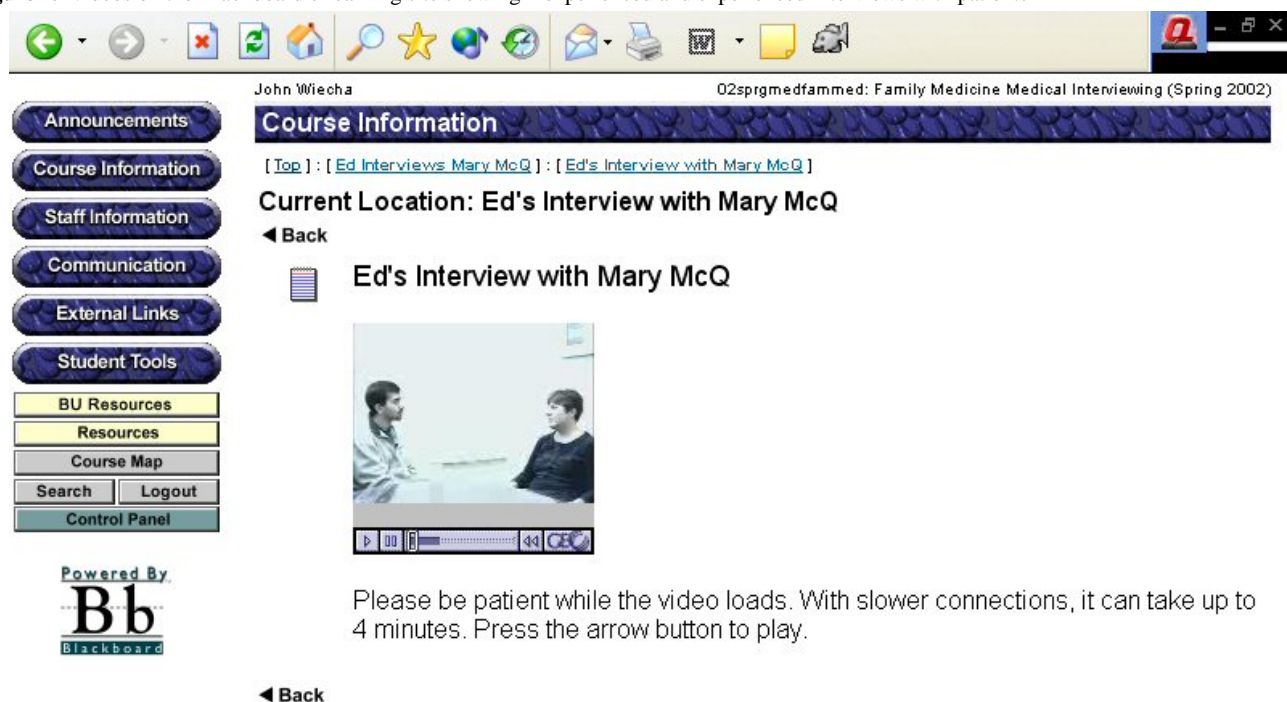 John Wiecha 02sprgmedfammed: Family Medicine Medical Interviewing (Spring 2002)
Announcements
Course Information
Staff Information
Communication
External Links
Student Tools
BU Resources
Resources
Course Map
Search Logout
Control Panel
Powered By
Bb
Blackboard
Course Information
[ Top ] : [ Ed Interviews Mary McQ ] : [ Ed's Interview with Mary McQ ]
Current Location: Ed's Interview with Mary McQ
Back
Ed's Interview with Mary McQ
Please be patient while the video loads. With slower connections, it can take up to
4 minutes. Press the arrow button to play.
Back